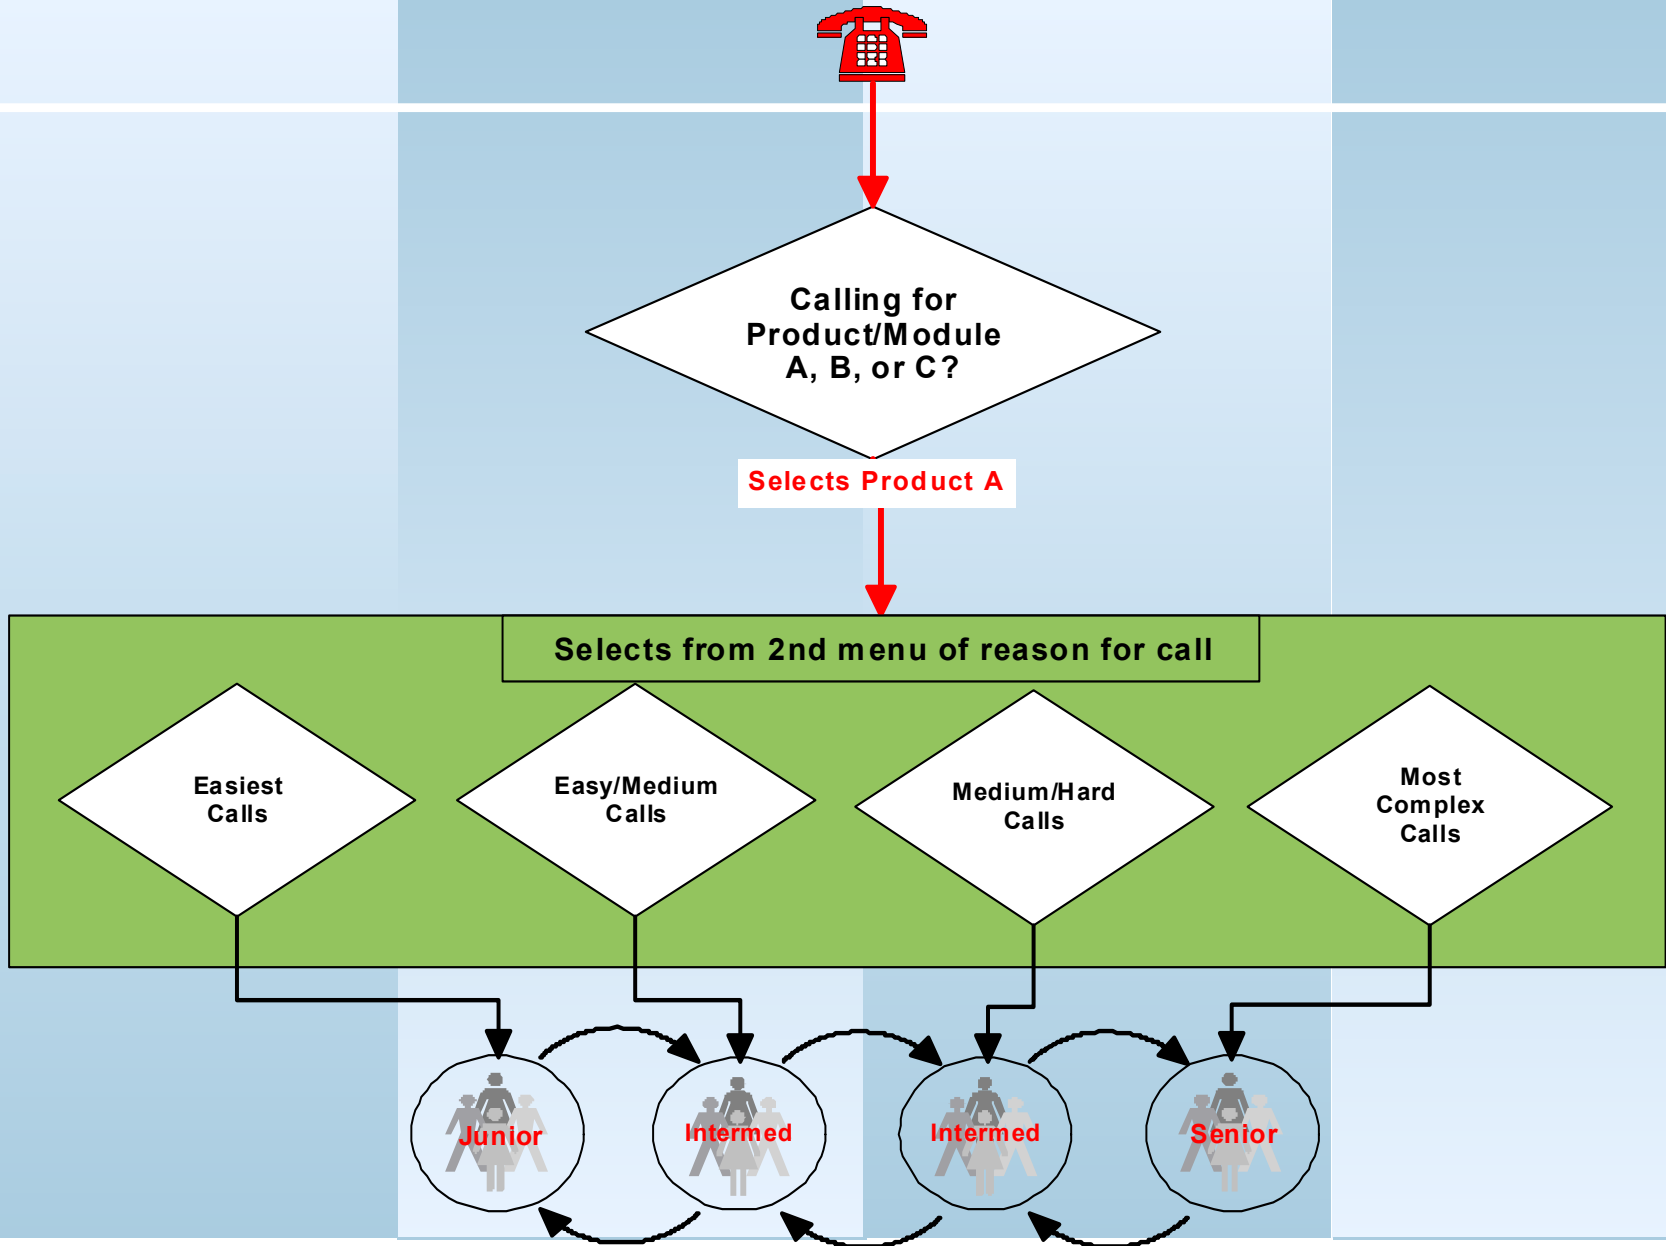 Calling for
Product/Module
A, B, or C?
Selects Product A
Selects from 2nd menu of reason for call
Easiest
Calls
Easy/Medium
Calls
Medium/Hard
Calls
Most
Complex
Calls
Junior
Intermed
Intermed
Senior